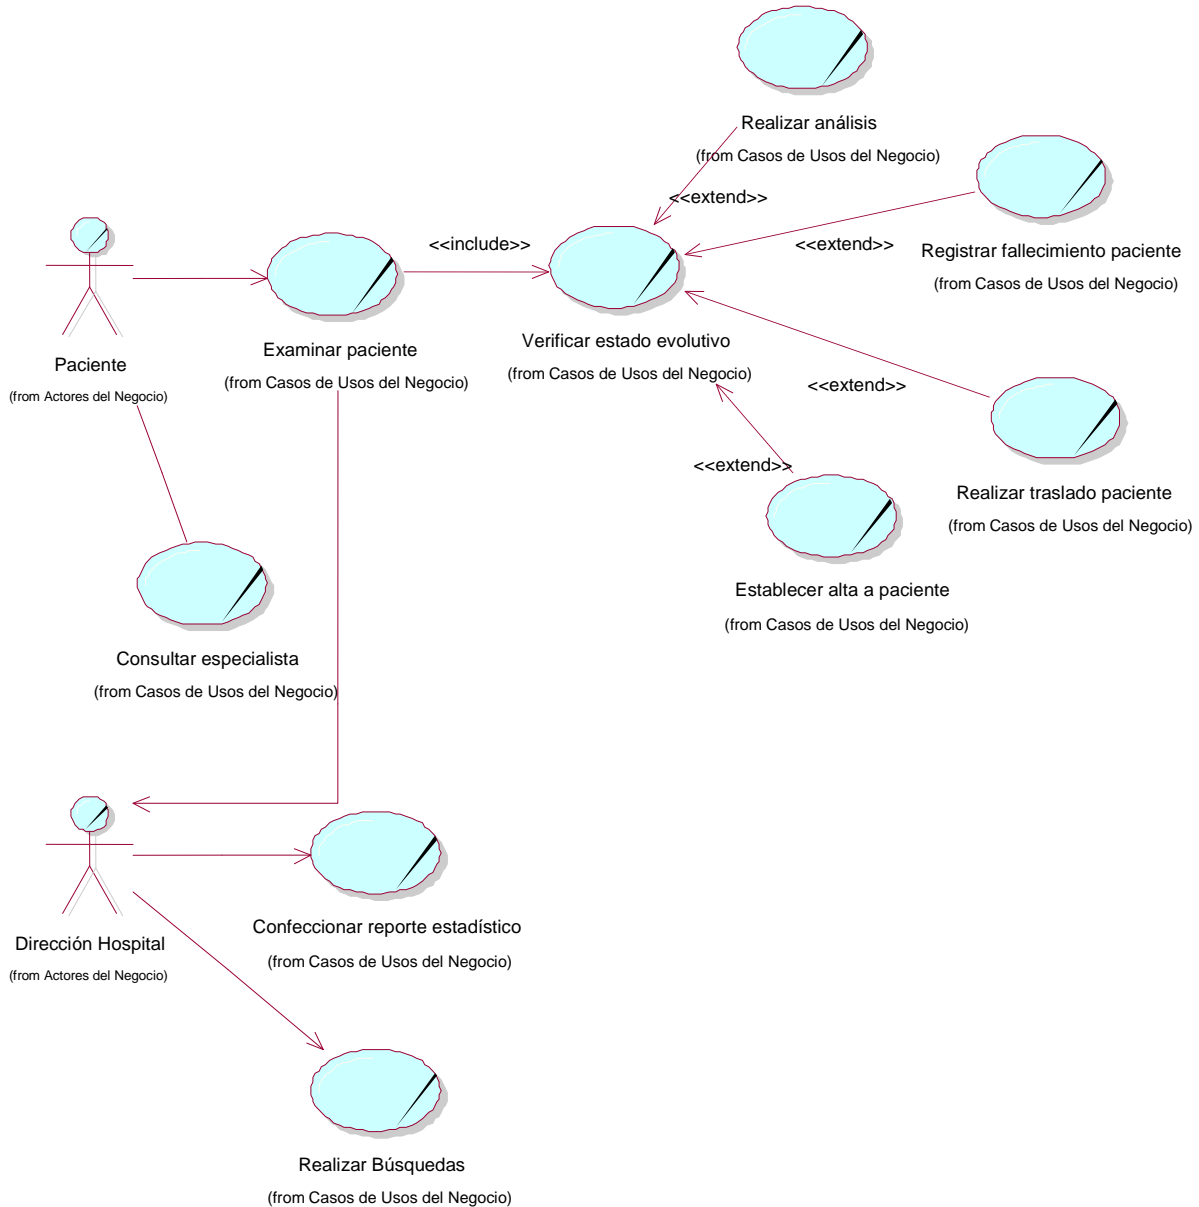 Realizar análisis
(from Casos de Usos del Negocio)
<<extend>>
<<include>>
<<extend>>
Registrar fallecimiento paciente
(from Casos de Usos del Negocio)
Paciente
(from Actores del Negocio)
Examinar paciente
(from Casos de Usos del Negocio)
Verificar estado evolutivo
(from Casos de Usos del Negocio)
<<extend>>
<<extend>>
Realizar traslado paciente
(from Casos de Usos del Negocio)
Establecer alta a paciente
(from Casos de Usos del Negocio)
Consultar especialista
(from Casos de Usos del Negocio)
Dirección Hospital
(from Actores del Negocio)
Confeccionar reporte estadístico
(from Casos de Usos del Negocio)
Realizar Búsquedas
(from Casos de Usos del Negocio)